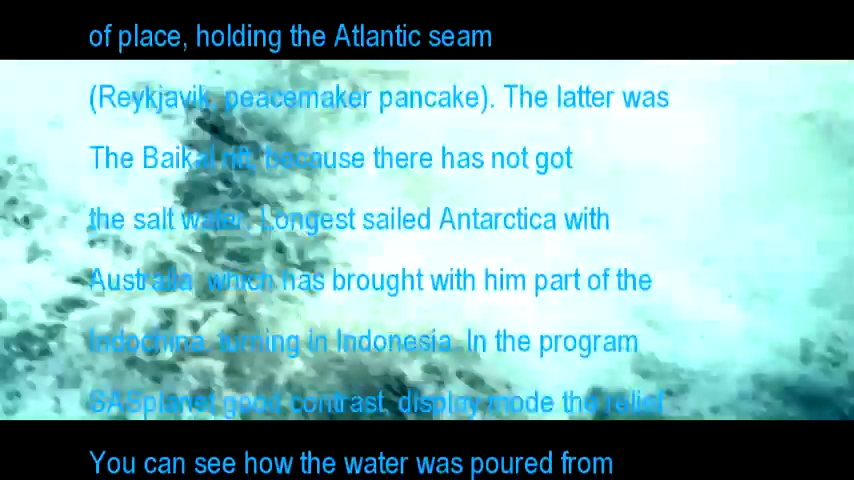 of place, holding the Atlantic seam
(Reykjavik, peacemaker pancake). The latter was
The Baikal rift, because there has not got
the salt water. Longest sailed Antarctica with
Australia, which has brought with him part of the
Indochina, turning in Indonesia. In the program
SASplanet good contrast, display mode the relief
You can see how the water was poured from